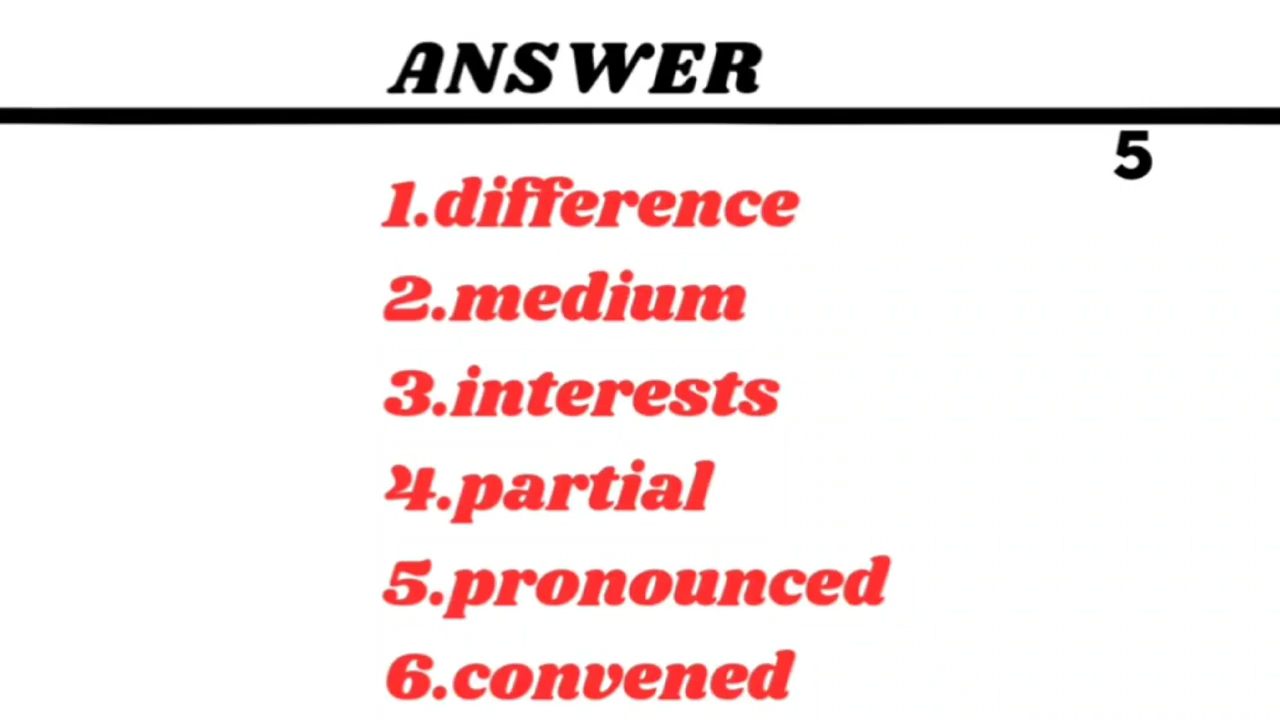 ANSWER
5
1.difference
2.medium
3.interests
4.partial
5.pronounced
6.convened